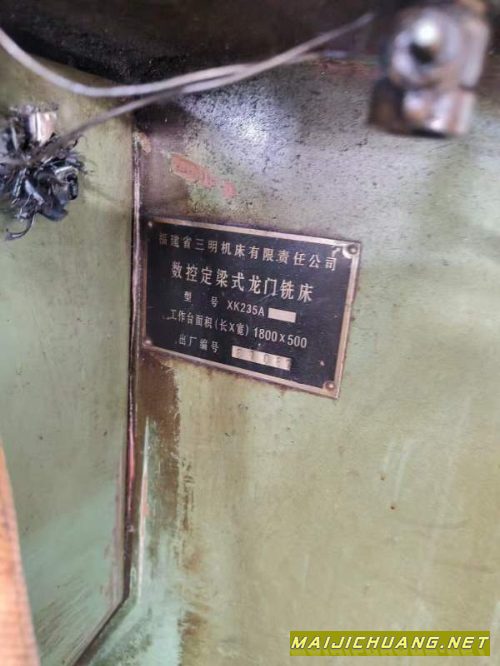 福建省三明机床有限责任公司
数控定梁式龙门铣床
型 号 XK235A
工作台面积(长X宽) 1800X500
出厂编号
MAIJICHUANG.NET